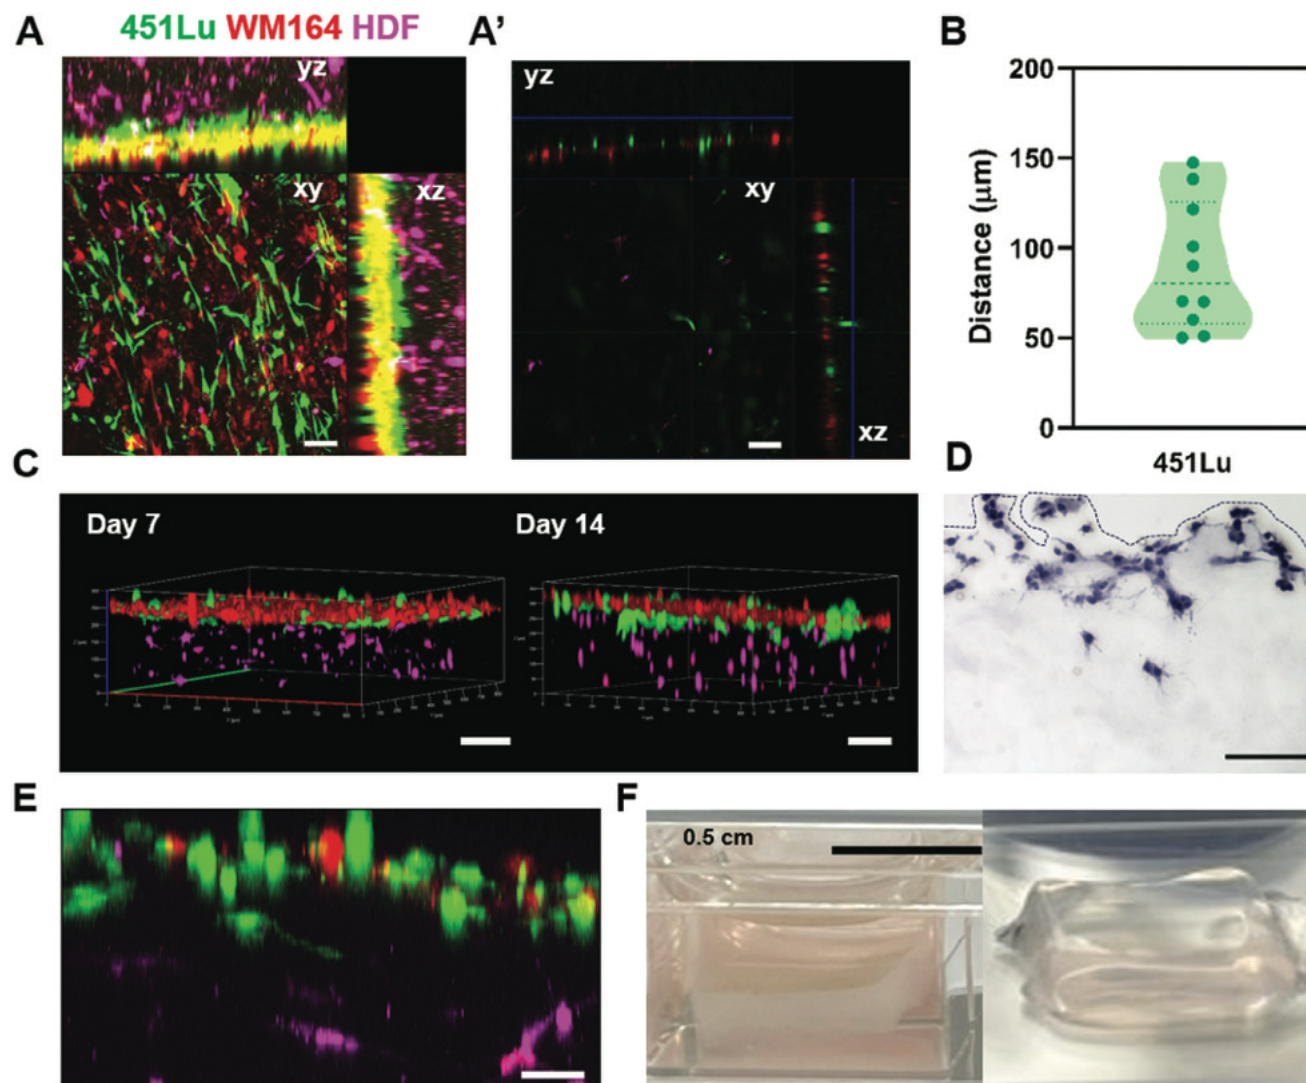 A
451Lu WM164 HDF
yz
xy
xz
A'
yz
xy
xz
B
200
150
100
50
0
Distance (μm)
451Lu
C
Day 7
Day 14
D
E
F
0.5 cm